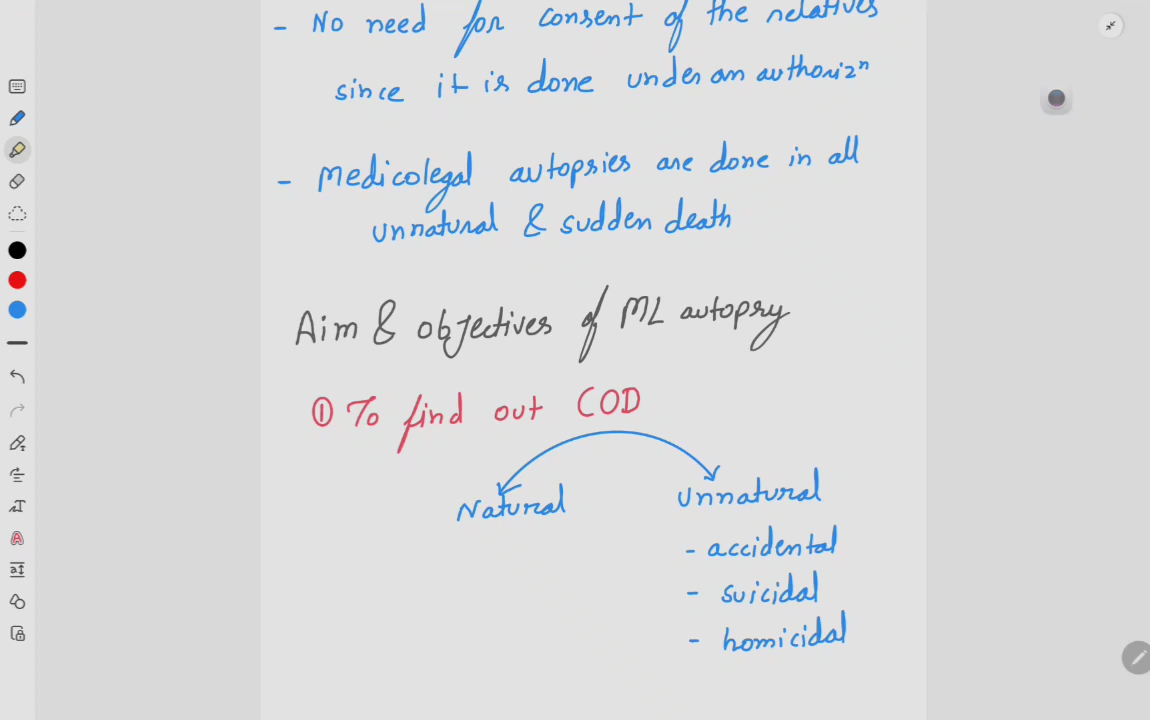 - No need for consent of the relatives
since it is done under an authorizn
- Medicolegal autopsies are done in all
unnatural & sudden death
Aim & objectives of ML autopsy
① To find out COD
Natural
Unnatural
- accidental
- suicidal
- homicidal